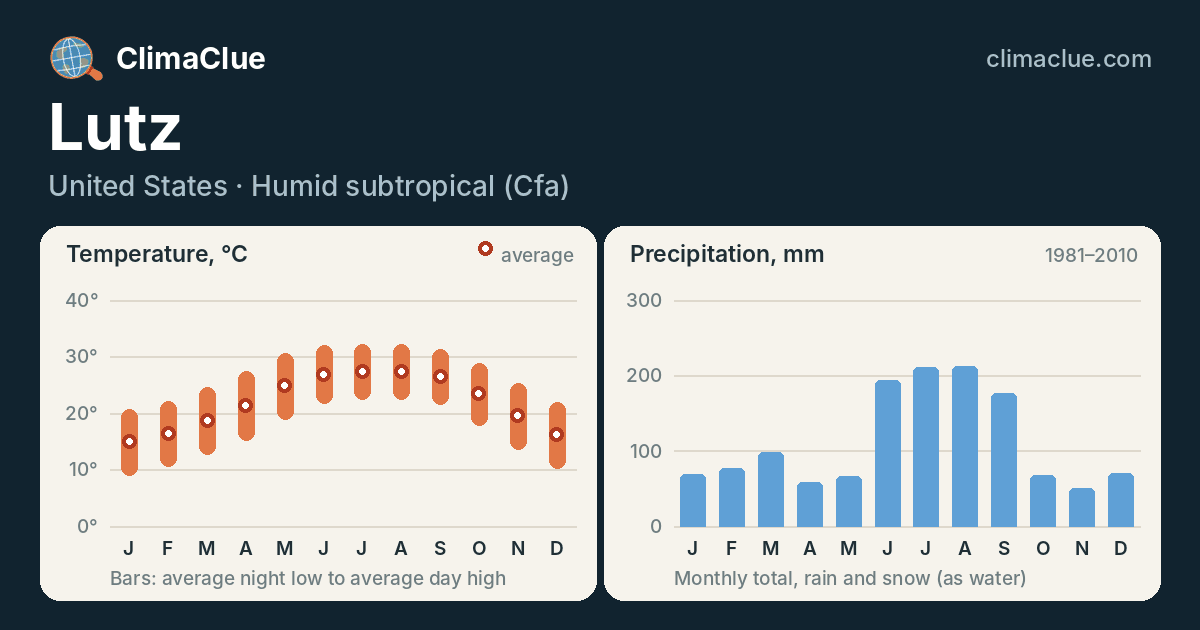 ClimaClue
climaclue.com
Lutz
United States · Humid subtropical (Cfa)
Temperature, °C
average
40°
30°
20°
10°
0°
J F M A M J J A S O N D
Bars: average night low to average day high
Precipitation, mm
1981–2010
300
200
100
0
J F M A M J J A S O N D
Monthly total, rain and snow (as water)